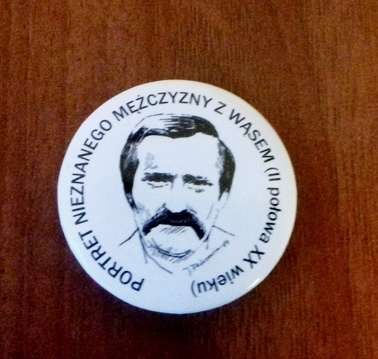 PORTRET NIEZNANEGO MĘŻCZYZNY Z WĄSEM (II połowa XX wieku)